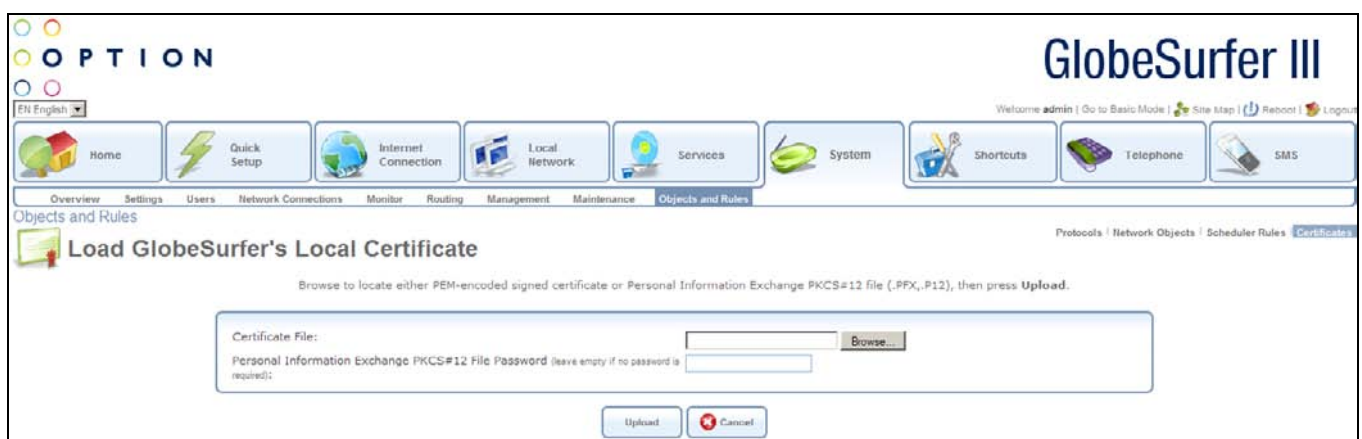 OPTION
GlobeSurfer III
EN English
Welcome admin | Go to Basic Mode | Site Map | Reboot | Logout
Home
Quick Setup
Internet Connection
Local Network
Services
System
Shortcuts
Telephone
SMS
Overview Settings Users Network Connections Monitor Routing Management Maintenance Objects and Rules
Objects and Rules
Protocols | Network Objects | Scheduler Rules | Certificates
Load GlobeSurfer's Local Certificate
Browse to locate either PEM-encoded signed certificate or Personal Information Exchange PKCS#12 file (.PFX,.P12), then press Upload.
Certificate File:
Browse...
Personal Information Exchange PKCS#12 File Password (leave empty if no password is
required):
Upload
Cancel